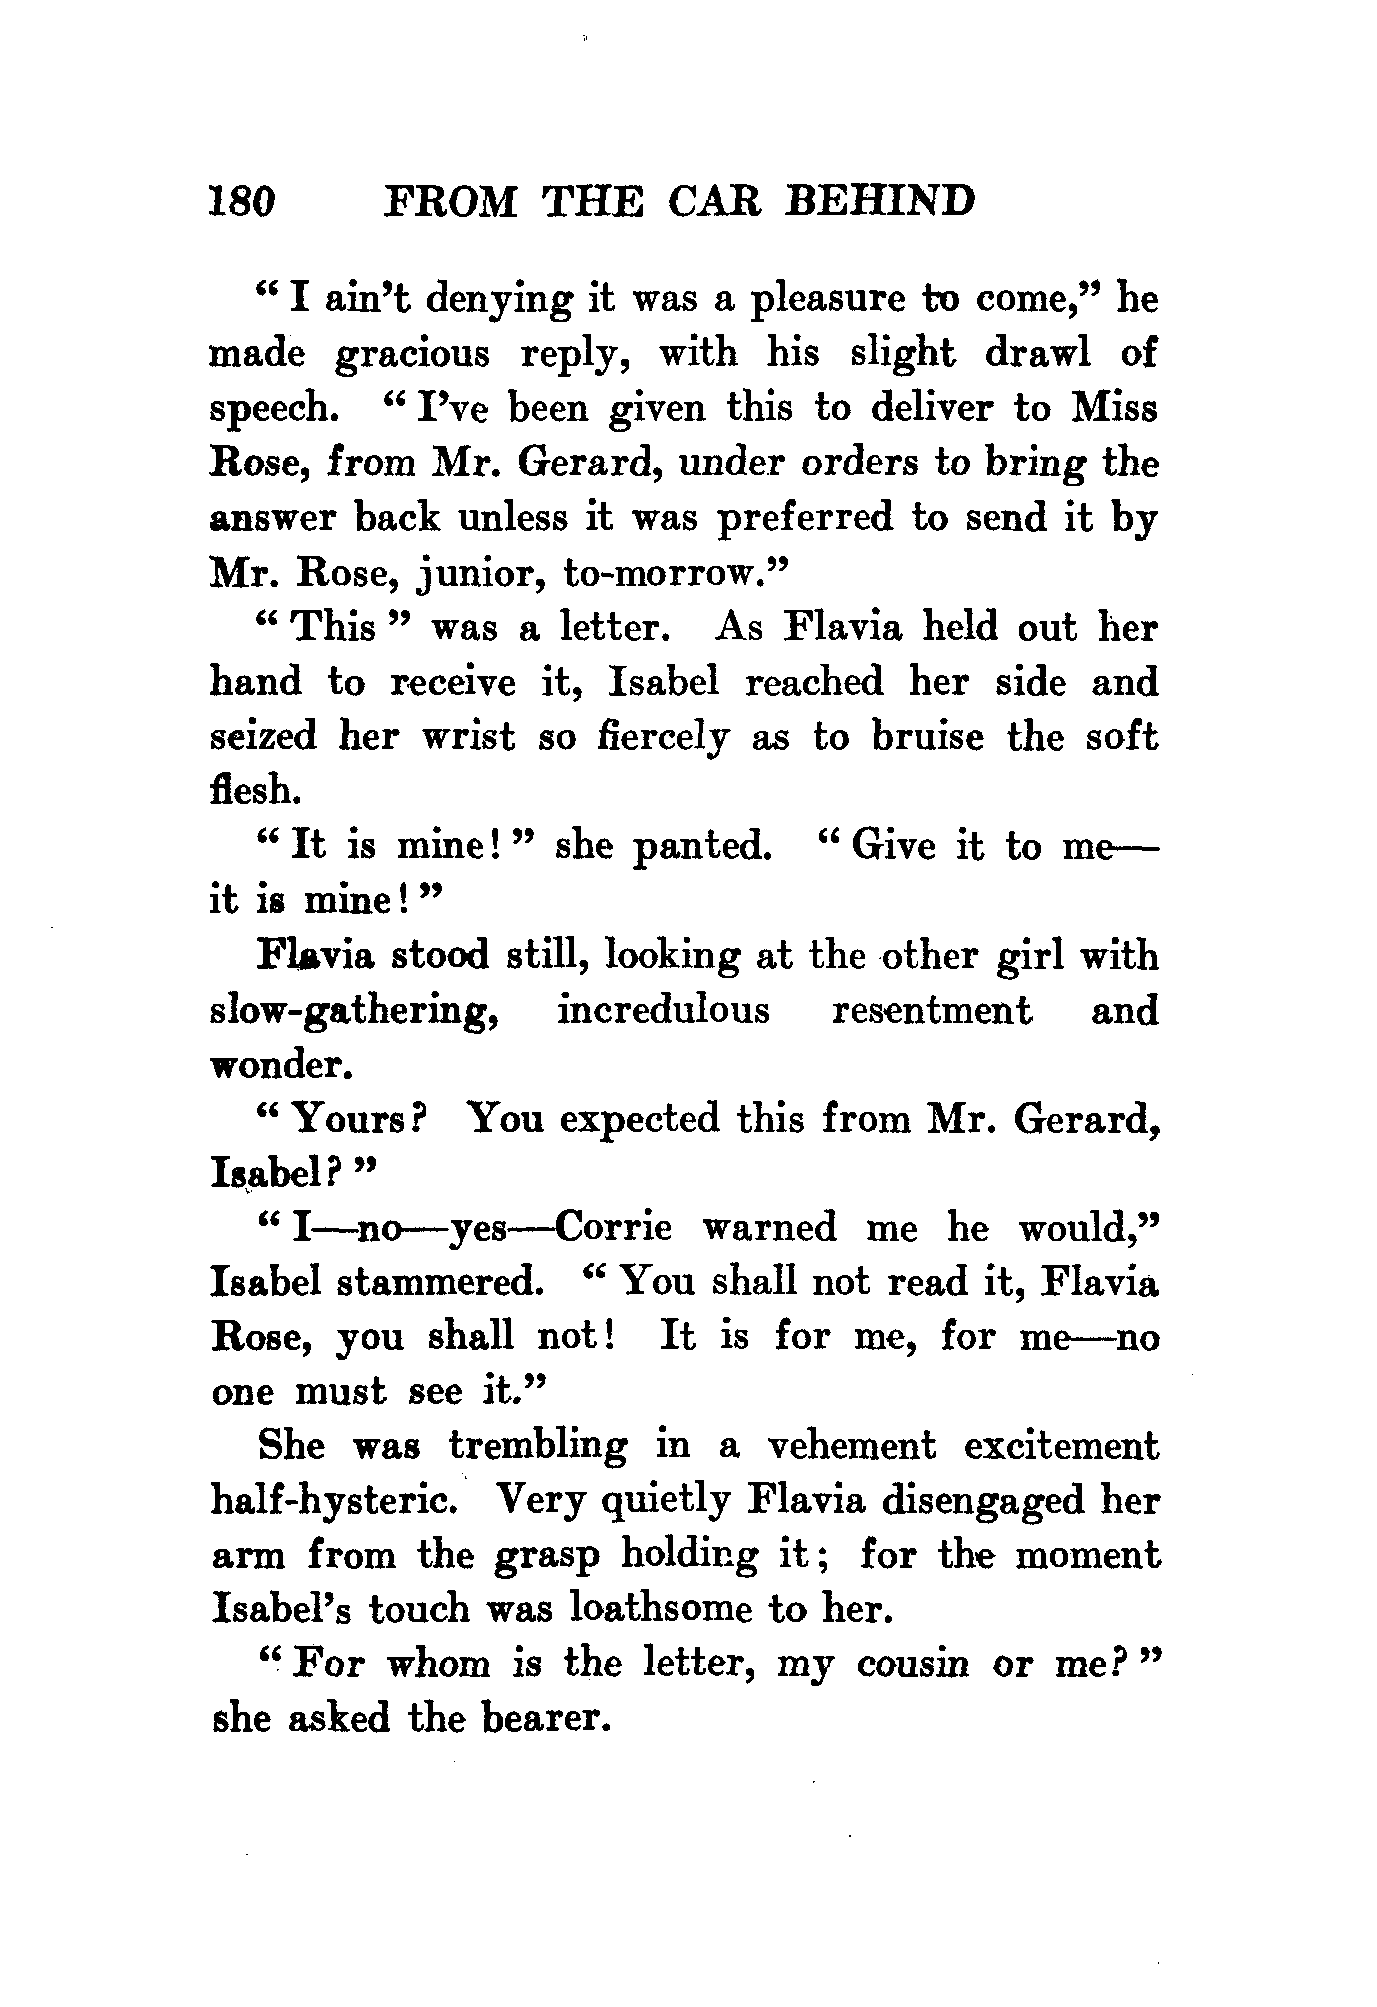 180 FROM THE CAR BEHIND
“ I ain’t denying it was a pleasure to come,” he
made gracious reply, with his slight drawl of
speech. “ I’ve been given this to deliver to Miss
Rose, from Mr. Gerard, under orders to bring the
answer back unless it was preferred to send it by
Mr. Rose, junior, to-morrow.”
“ This ” was a letter. As Flavia held out her
hand to receive it, Isabel reached her side and
seized her wrist so fiercely as to bruise the soft
flesh.
“ It is mine! ” she panted. “ Give it to me—
it is mine! ”
Flavia stood still, looking at the other girl with
slow-gathering, incredulous resentment and
wonder.
“ Yours? You expected this from Mr. Gerard,
Isabel? ”
“ I—no—yes—Corrie warned me he would,”
Isabel stammered. “ You shall not read it, Flavia
Rose, you shall not! It is for me, for me—no
one must see it.”
She was trembling in a vehement excitement
half-hysteric. Very quietly Flavia disengaged her
arm from the grasp holding it; for the moment
Isabel’s touch was loathsome to her.
“ For whom is the letter, my cousin or me? ”
she asked the bearer.